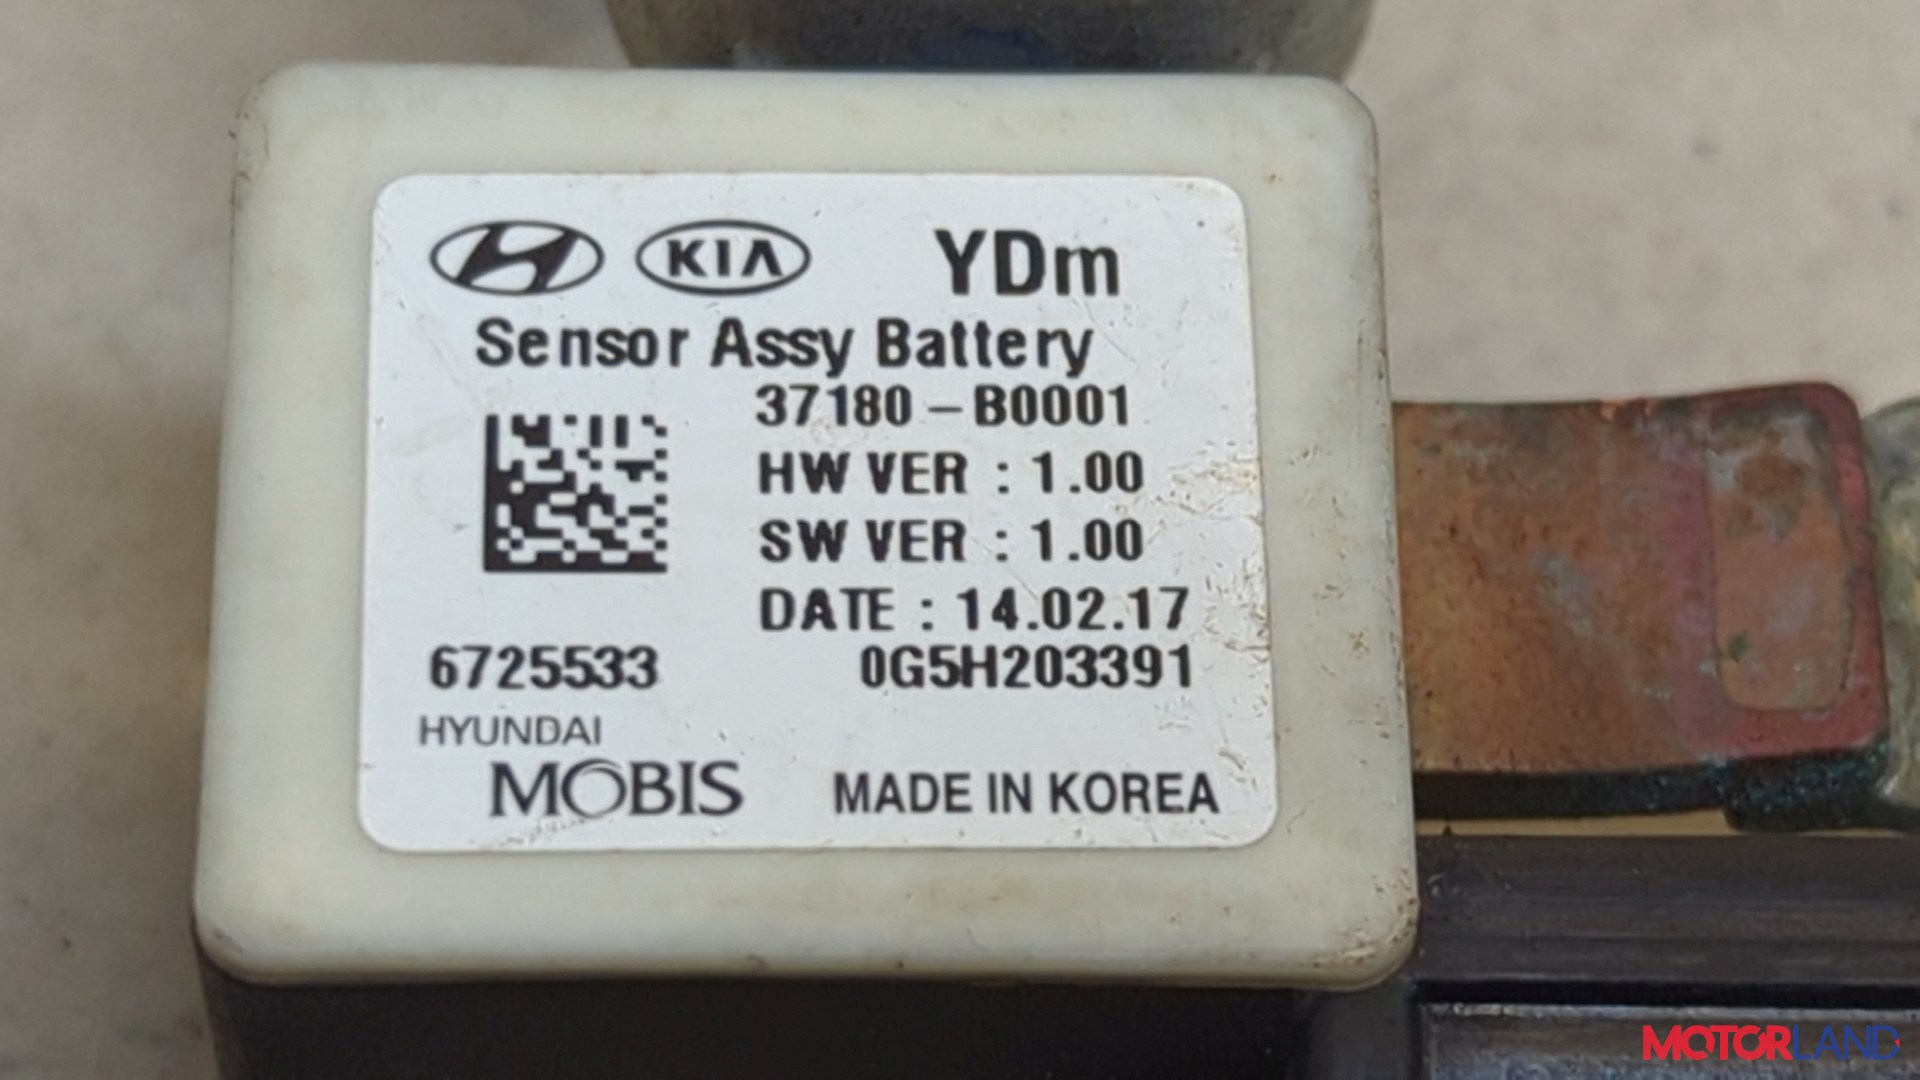 KIA YDm
Sensor Assy Battery
37180-B0001
HW VER : 1.00
SW VER : 1.00
DATE : 14.02.17
6725533 0G5H203391
HYUNDAI
MOBIS MADE IN KOREA
MOTORLAND